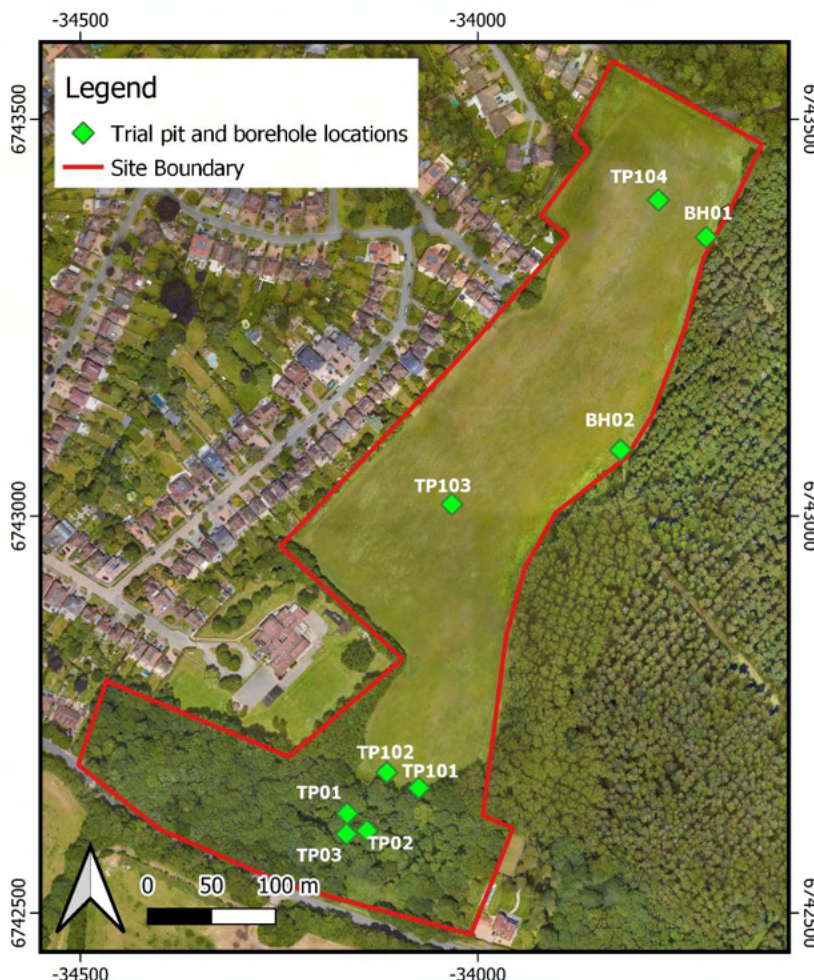 -34500 -34000
Legend
Trial pit and borehole locations
Site Boundary
6743500 6743500
TP104
BH01
BH02
TP103
6743000 6743000
TP102
TP101
TP01
TP02
TP03
0 50 100 m
6742500 6742500
-34500 -34000